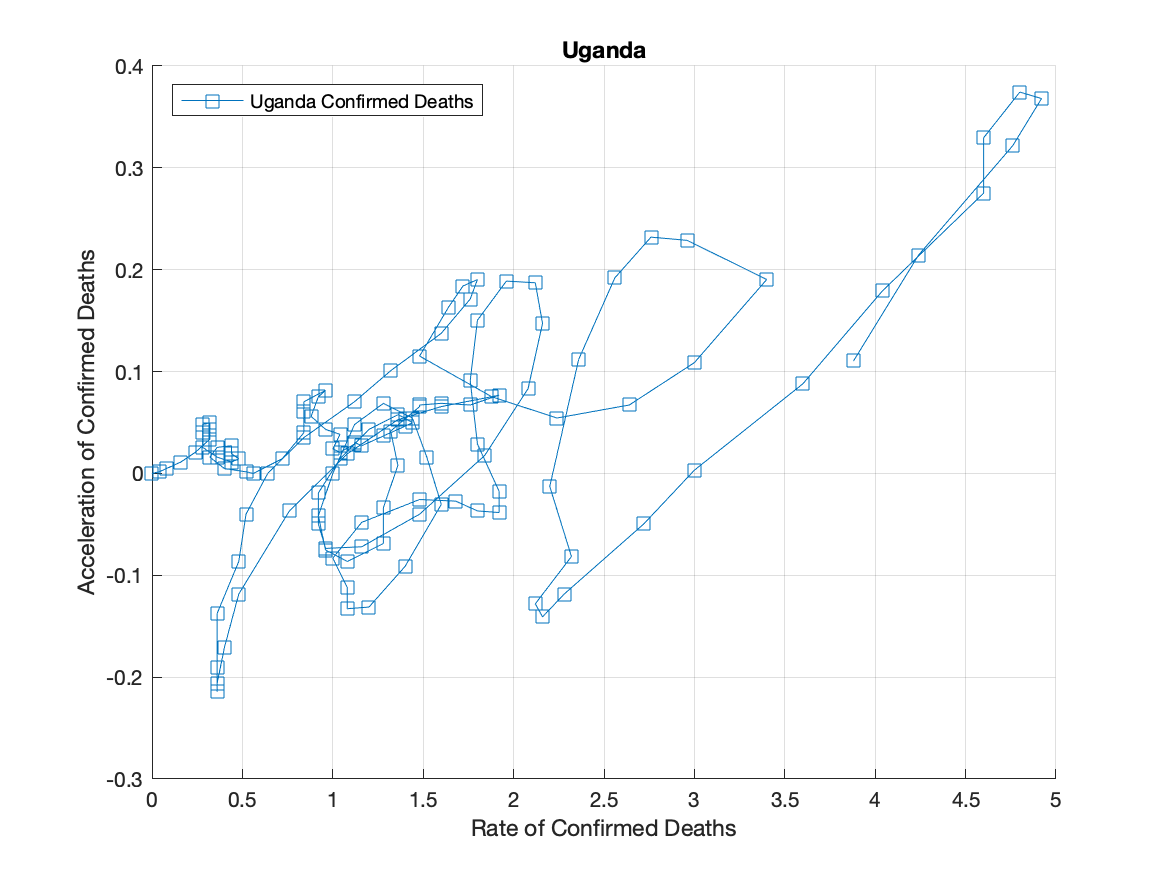 Uganda
Uganda Confirmed Deaths
Acceleration of Confirmed Deaths
0.4
0.3
0.2
0.1
0
-0.1
-0.2
-0.3
0 0.5 1 1.5 2 2.5 3 3.5 4 4.5 5
Rate of Confirmed Deaths